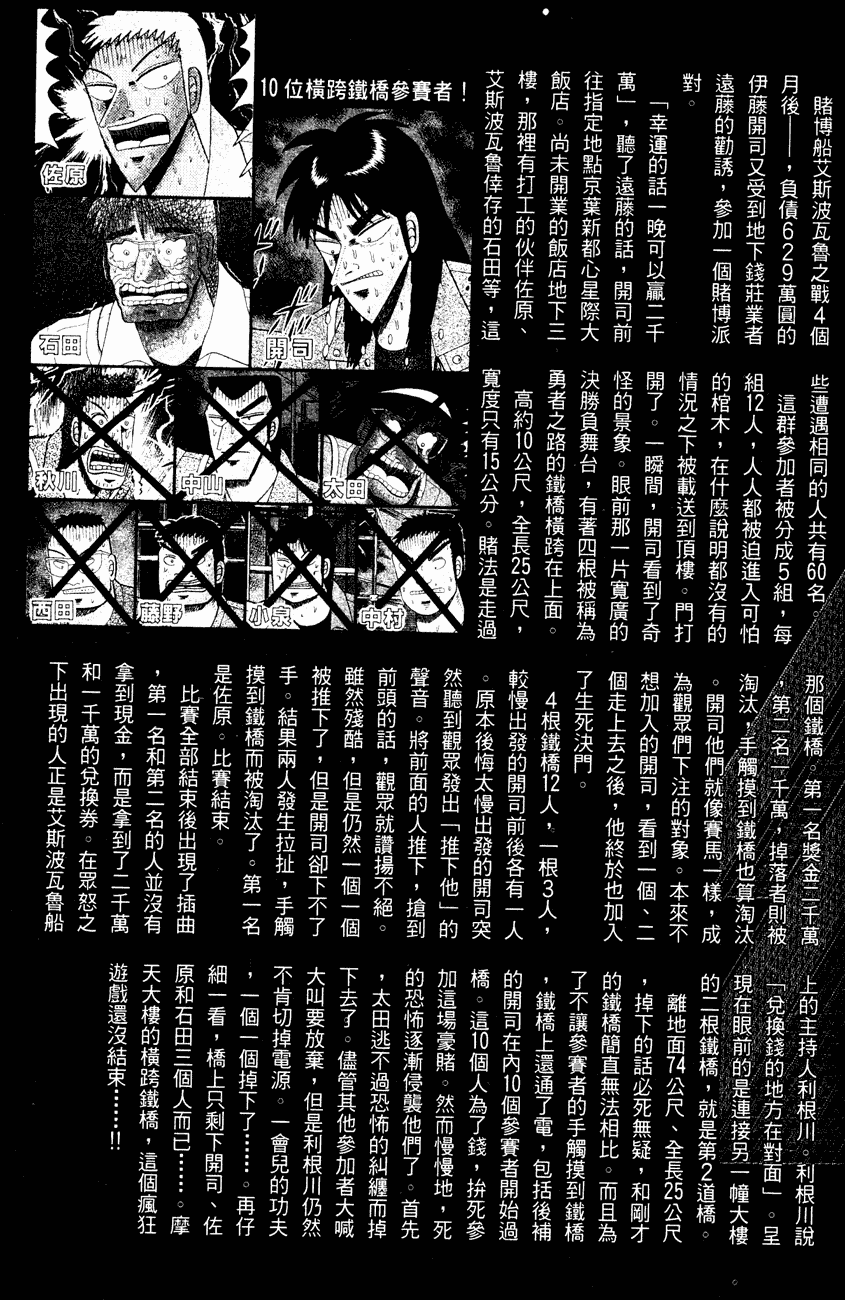 10位橫跨鐵橋參賽者！
佐原
開司
石田
秋川
中山
太田
西田
藤野
小泉
中村
賭博船艾斯波瓦魯之戰4個
月後——，負債629萬圓的
伊藤開司又受到地下錢莊業者
遠藤的勸誘，參加一個賭博派
對。
「幸運的話一晚可以贏二千
萬」，聽了遠藤的話，開司前
往指定地點京葉新都心星際大
飯店。尚未開業的飯店地下三
樓，那裡有打工的伙伴佐原、
艾斯波瓦魯倖存的石田等，這
些遭遇相同的人共有60名。
這群參加者被分成5組，每
組12人，人人都被迫進入可怕
的棺木，在什麼說明都沒有的
情況之下被載送到頂樓。門打
開了。一瞬間，開司看到了奇
怪的景象。眼前那一片寬廣的
決勝負舞台，有著四根被稱為
勇者之路的鐵橋橫跨在上面。
高約10公尺，全長25公尺，
寬度只有15公分。賭法是走過
那個鐵橋，第一名獎金二千萬
，第二名一千萬，掉落者則被
淘汰，手觸摸到鐵橋也算淘汰
。開司他們就像賽馬一樣，成
為觀眾們下注的對象。本來不
想加入的開司，看到一個、二
個走上去之後，他終於也加入
了生死決鬥。
4根鐵橋12人，一根3人，
較慢出發的開司前後各有一人
。原本後悔太慢出發的開司突
然聽到觀眾發出「推下他」的
聲音。將前面的人推下，搶到
前頭的話，觀眾就讚揚不絕。
雖然殘酷，但是仍然一個一個
被推下了，但是開司卻下不了
手。結果兩人發生拉扯，手觸
摸到鐵橋而被淘汰了。第一名
是佐原。比賽結束。
比賽全部結束後出現了插曲
，第一名和第二名的人並沒有
拿到現金，而是拿到了二千萬
和一千萬的兌換券。在眾怒之
下出現的人正是艾斯波瓦魯船
上的主持人利根川。利根川說
「兌換錢的地方在對面」。呈
現在眼前的是連接另一幢大樓
的二根鐵橋，就是第2道橋。
離地面74公尺、全長25公尺
，掉下的話必死無疑，和剛才
的鐵橋簡直無法相比。而且為
了不讓參賽者的手觸摸到鐵橋
，鐵橋上還通了電，包括後補
的開司在內10個參賽者開始過
橋。這10個人為了錢，拚死參
加這場豪賭。然而慢慢地，死
的恐怖逐漸侵襲他們了。首先
，太田逃不過恐怖的糾纏而掉
下去了。儘管其他參加者大喊
大叫要放棄，但是利根川仍然
不肯切掉電源。一會兒的功夫
，一個一個掉下了……。再仔
細一看，橋上只剩下開司、佐
原和石田三個人而已……。摩
天大樓的橫跨鐵橋，這個瘋狂
遊戲還沒結束……!!